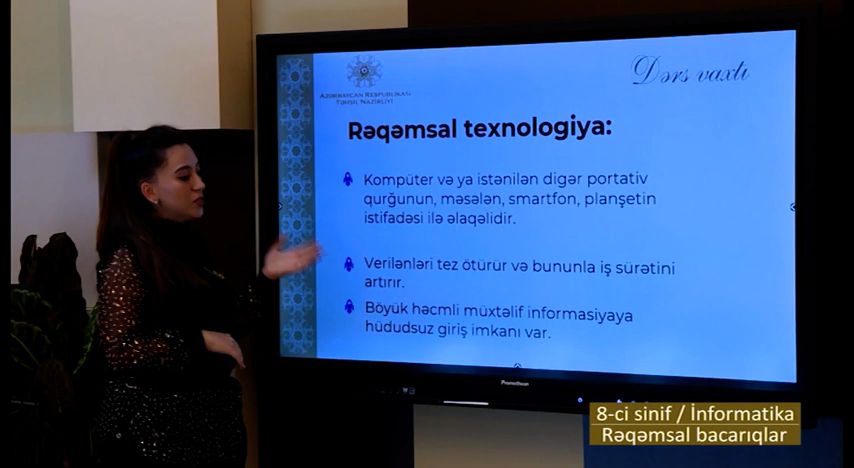 Dərs vaxtı
AZƏRBAYCAN RESPUBLİKASI
TƏHSİL NAZİRLİYİ
Rəqəmsal texnologiya:
Kompüter və ya istənilən digər portativ
qurğunun, məsələn, smartfon, planşetin
istifadəsi ilə əlaqəlidir.
Verilənləri tez ötürür və bununla iş sürətini
artırır.
Böyük həcmli müxtəlif informasiyaya
hüdudsuz giriş imkanı var.
Promethean
8-ci sinif / İnformatika
Rəqəmsal bacarıqlar